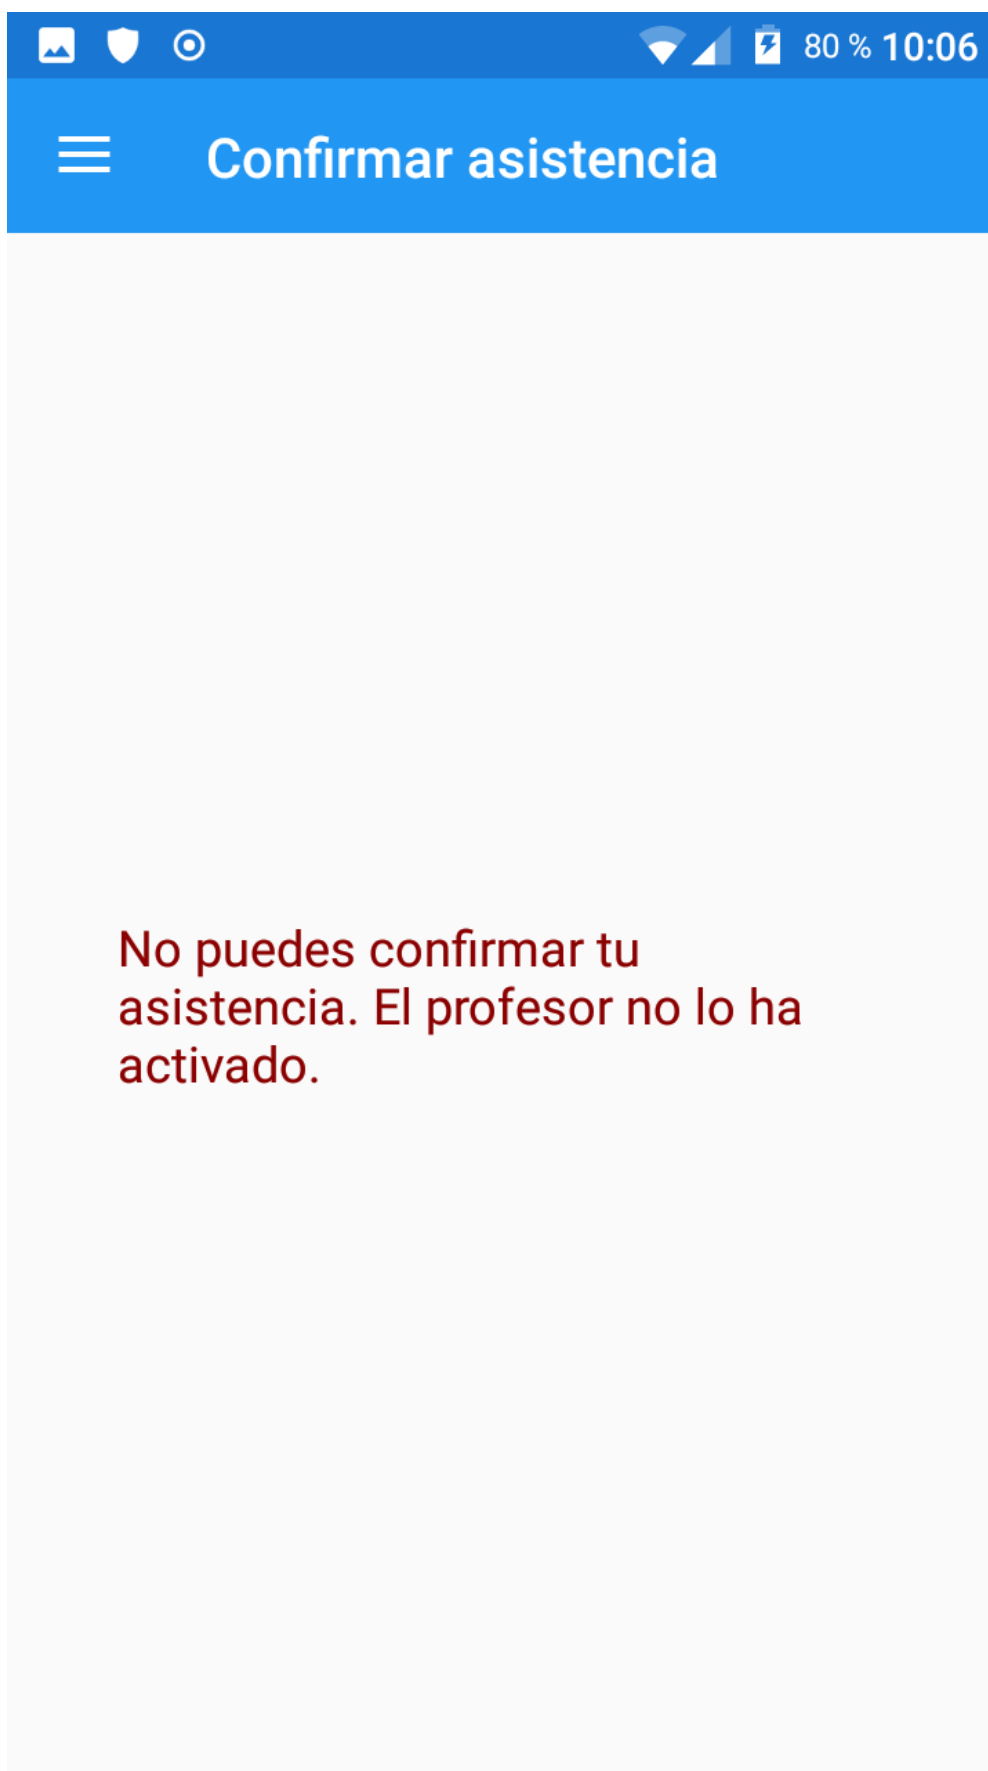 80 % 10:06
Confirmar asistencia
No puedes confirmar tu
asistencia. El profesor no lo ha
activado.